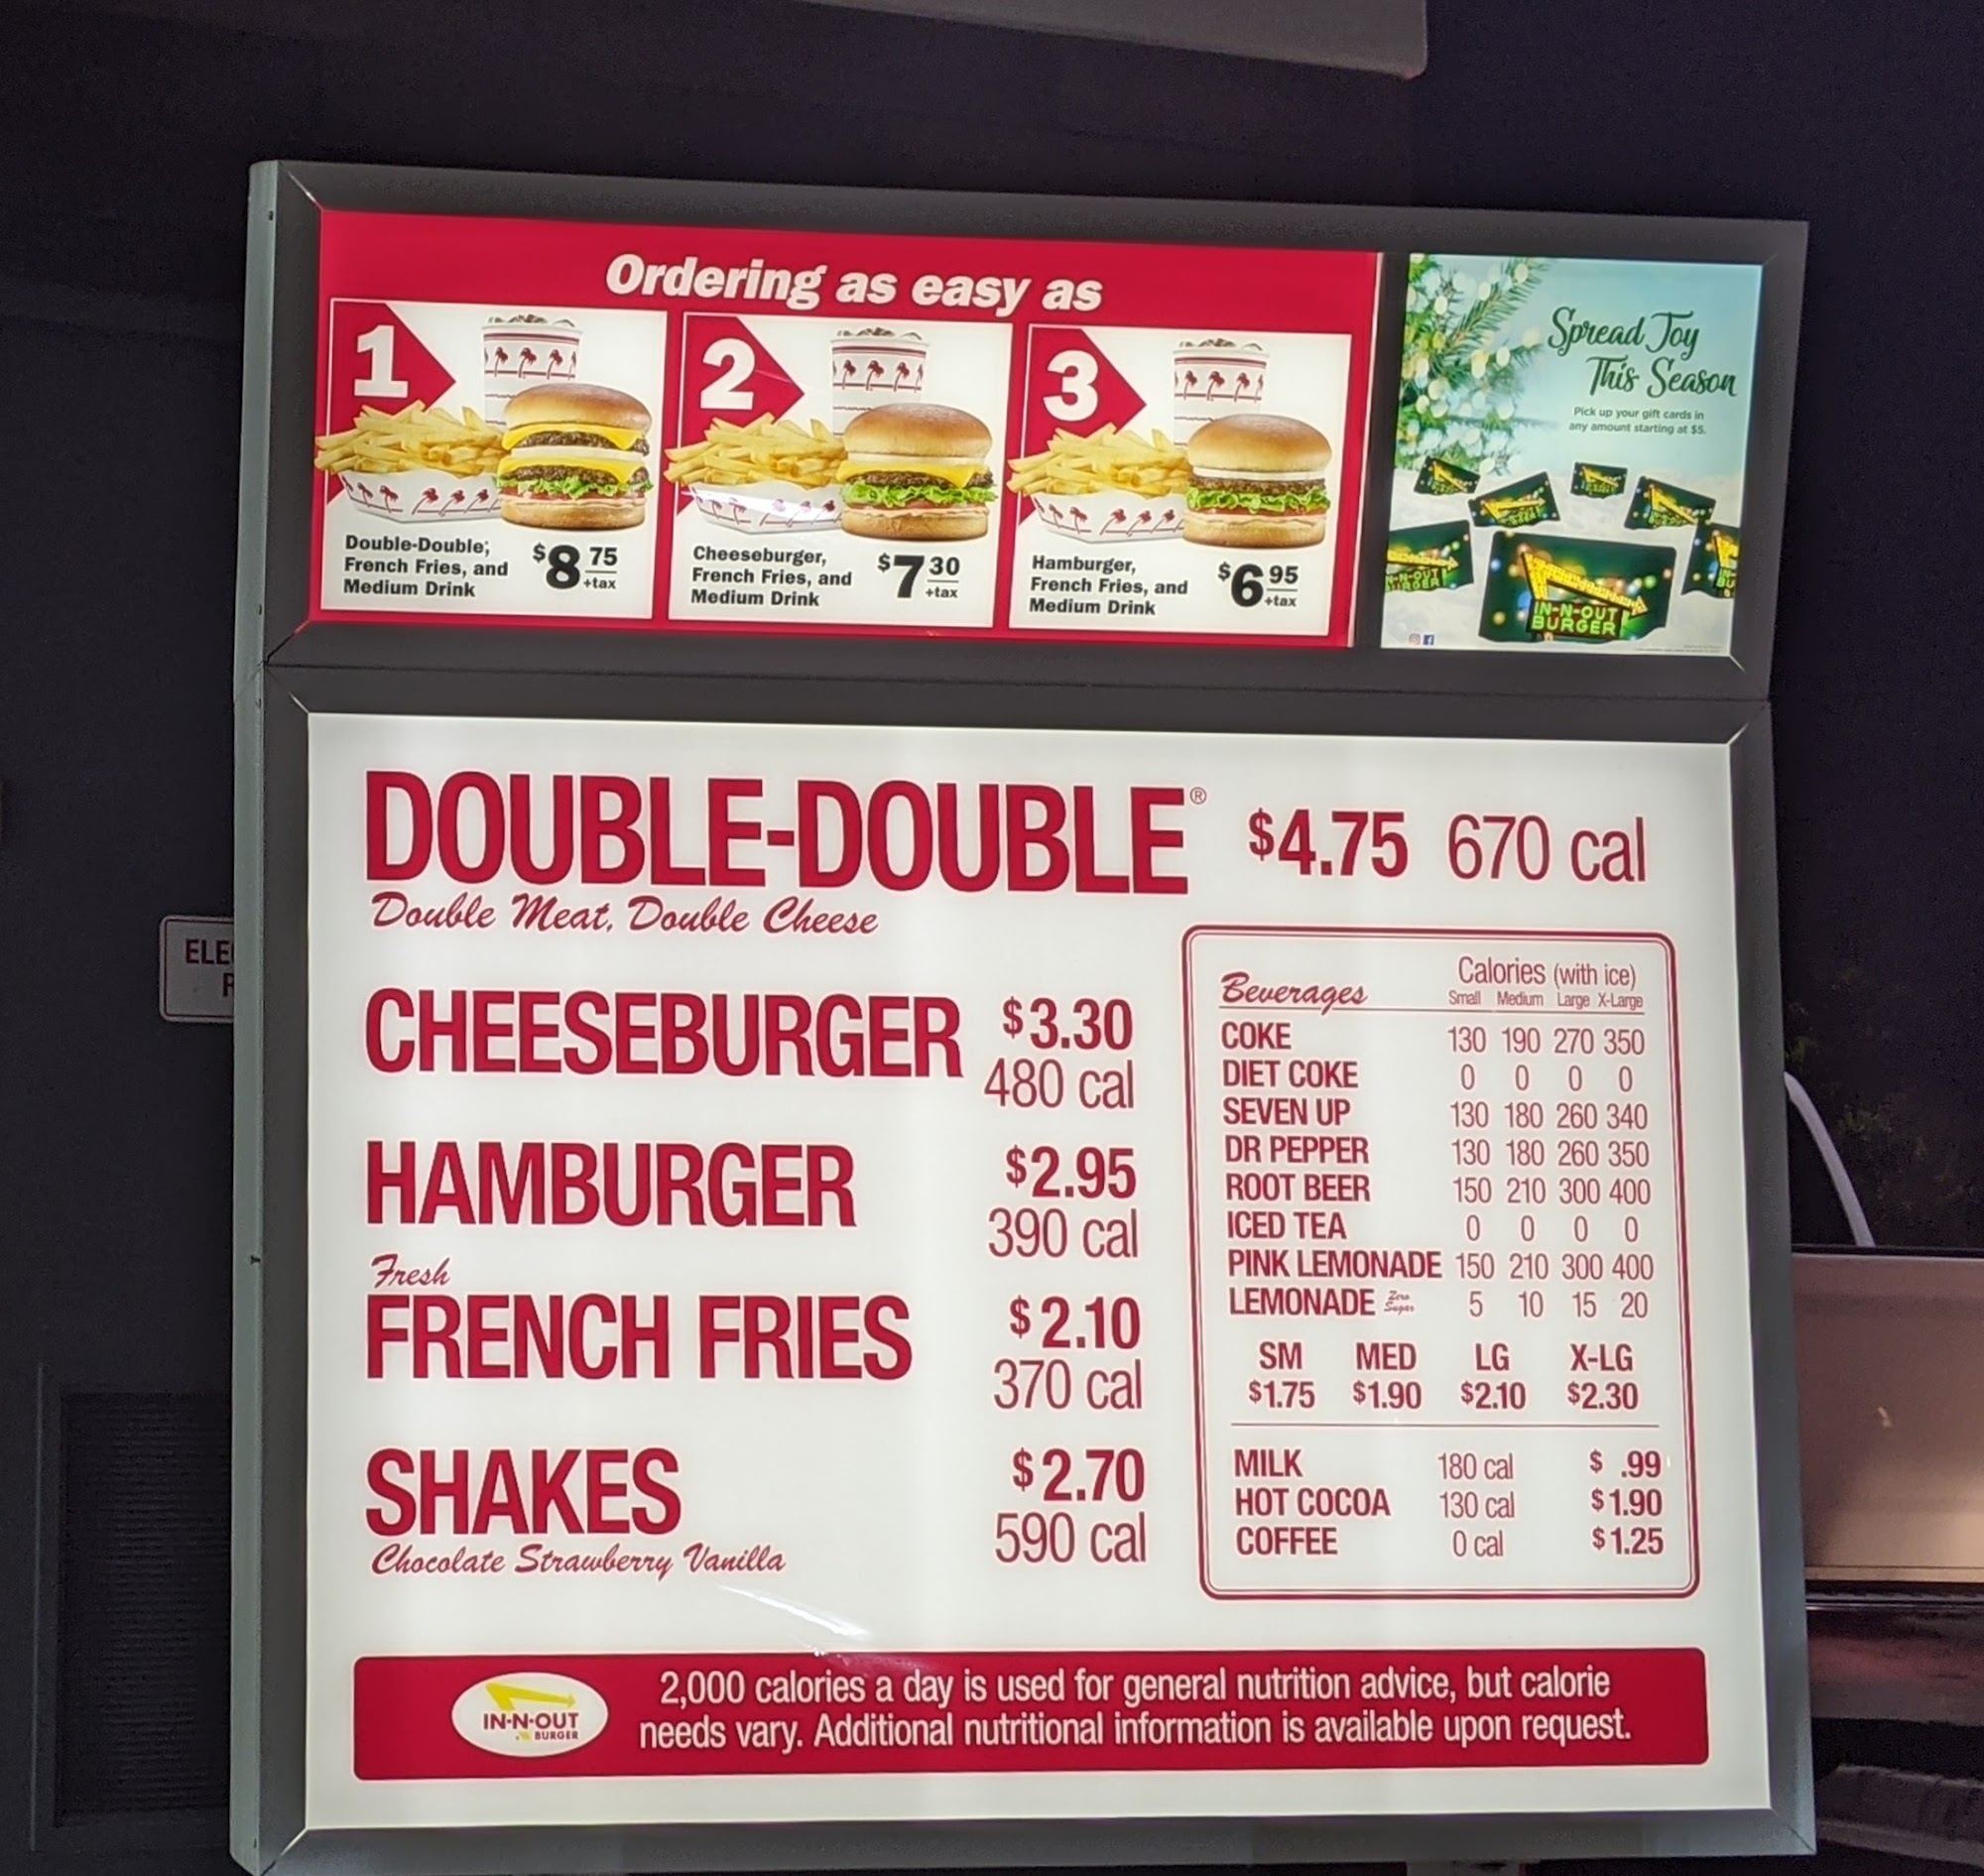 Ordering as easy as
1
Double-Double;
French Fries, and
Medium Drink
$8 75
+tax
2
Cheeseburger,
French Fries, and
Medium Drink
$7 30
+tax
3
Hamburger,
French Fries, and
Medium Drink
$6 95
+tax
Spread Joy
This Season
Pick up your gift cards in
any amount starting at $5.
IN-N-OUT
BURGER
DOUBLE-DOUBLE® $4.75 670 cal
Double Meat, Double Cheese
CHEESEBURGER $3.30
480 cal
HAMBURGER $2.95
390 cal
Fresh
FRENCH FRIES $2.10
370 cal
SHAKES $2.70
590 cal
Chocolate Strawberry Vanilla
Beverages Calories (with ice)
Small Medium Large X-Large
COKE 130 190 270 350
DIET COKE 0 0 0 0
SEVEN UP 130 180 260 340
DR PEPPER 130 180 260 350
ROOT BEER 150 210 300 400
ICED TEA 0 0 0 0
PINK LEMONADE 150 210 300 400
LEMONADE Zero Sugar 5 10 15 20
SM MED LG X-LG
$1.75 $1.90 $2.10 $2.30
MILK 180 cal $ .99
HOT COCOA 130 cal $1.90
COFFEE 0 cal $1.25
IN-N-OUT
BURGER
2,000 calories a day is used for general nutrition advice, but calorie
needs vary. Additional nutritional information is available upon request.
ELE